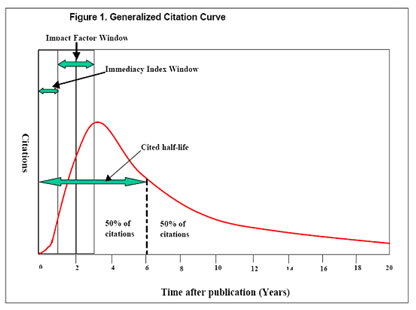 Figure 1. Generalized Citation Curve
Impact Factor Window
Immediacy Index Window
Citations
Cited half-life
50% of
citations
50% of
citations
0 2 4 6 8 10 12 14 16 18 20
Time after publication (Years)